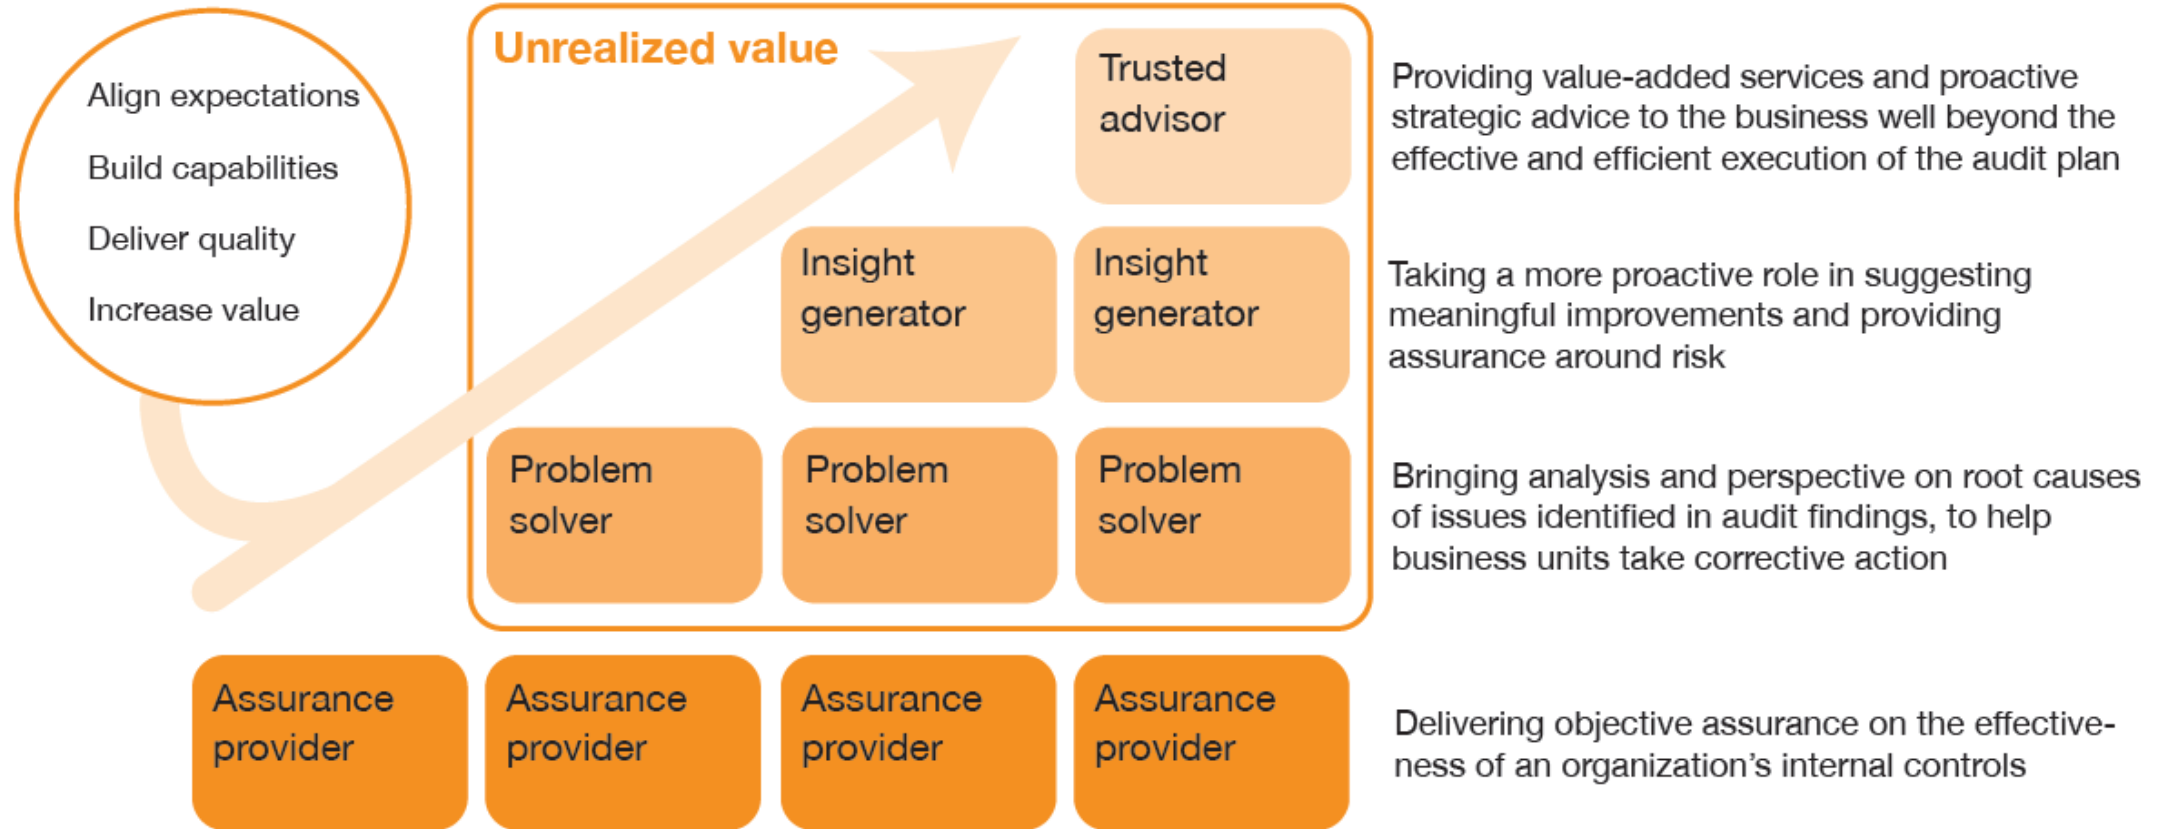 Align expectations
Build capabilities
Deliver quality
Increase value
Unrealized value
Trusted
advisor
Providing value-added services and proactive
strategic advice to the business well beyond the
effective and efficient execution of the audit plan
Insight
generator
Insight
generator
Taking a more proactive role in suggesting
meaningful improvements and providing
assurance around risk
Problem
solver
Problem
solver
Problem
solver
Bringing analysis and perspective on root causes
of issues identified in audit findings, to help
business units take corrective action
Assurance
provider
Assurance
provider
Assurance
provider
Assurance
provider
Delivering objective assurance on the effective-
ness of an organization’s internal controls